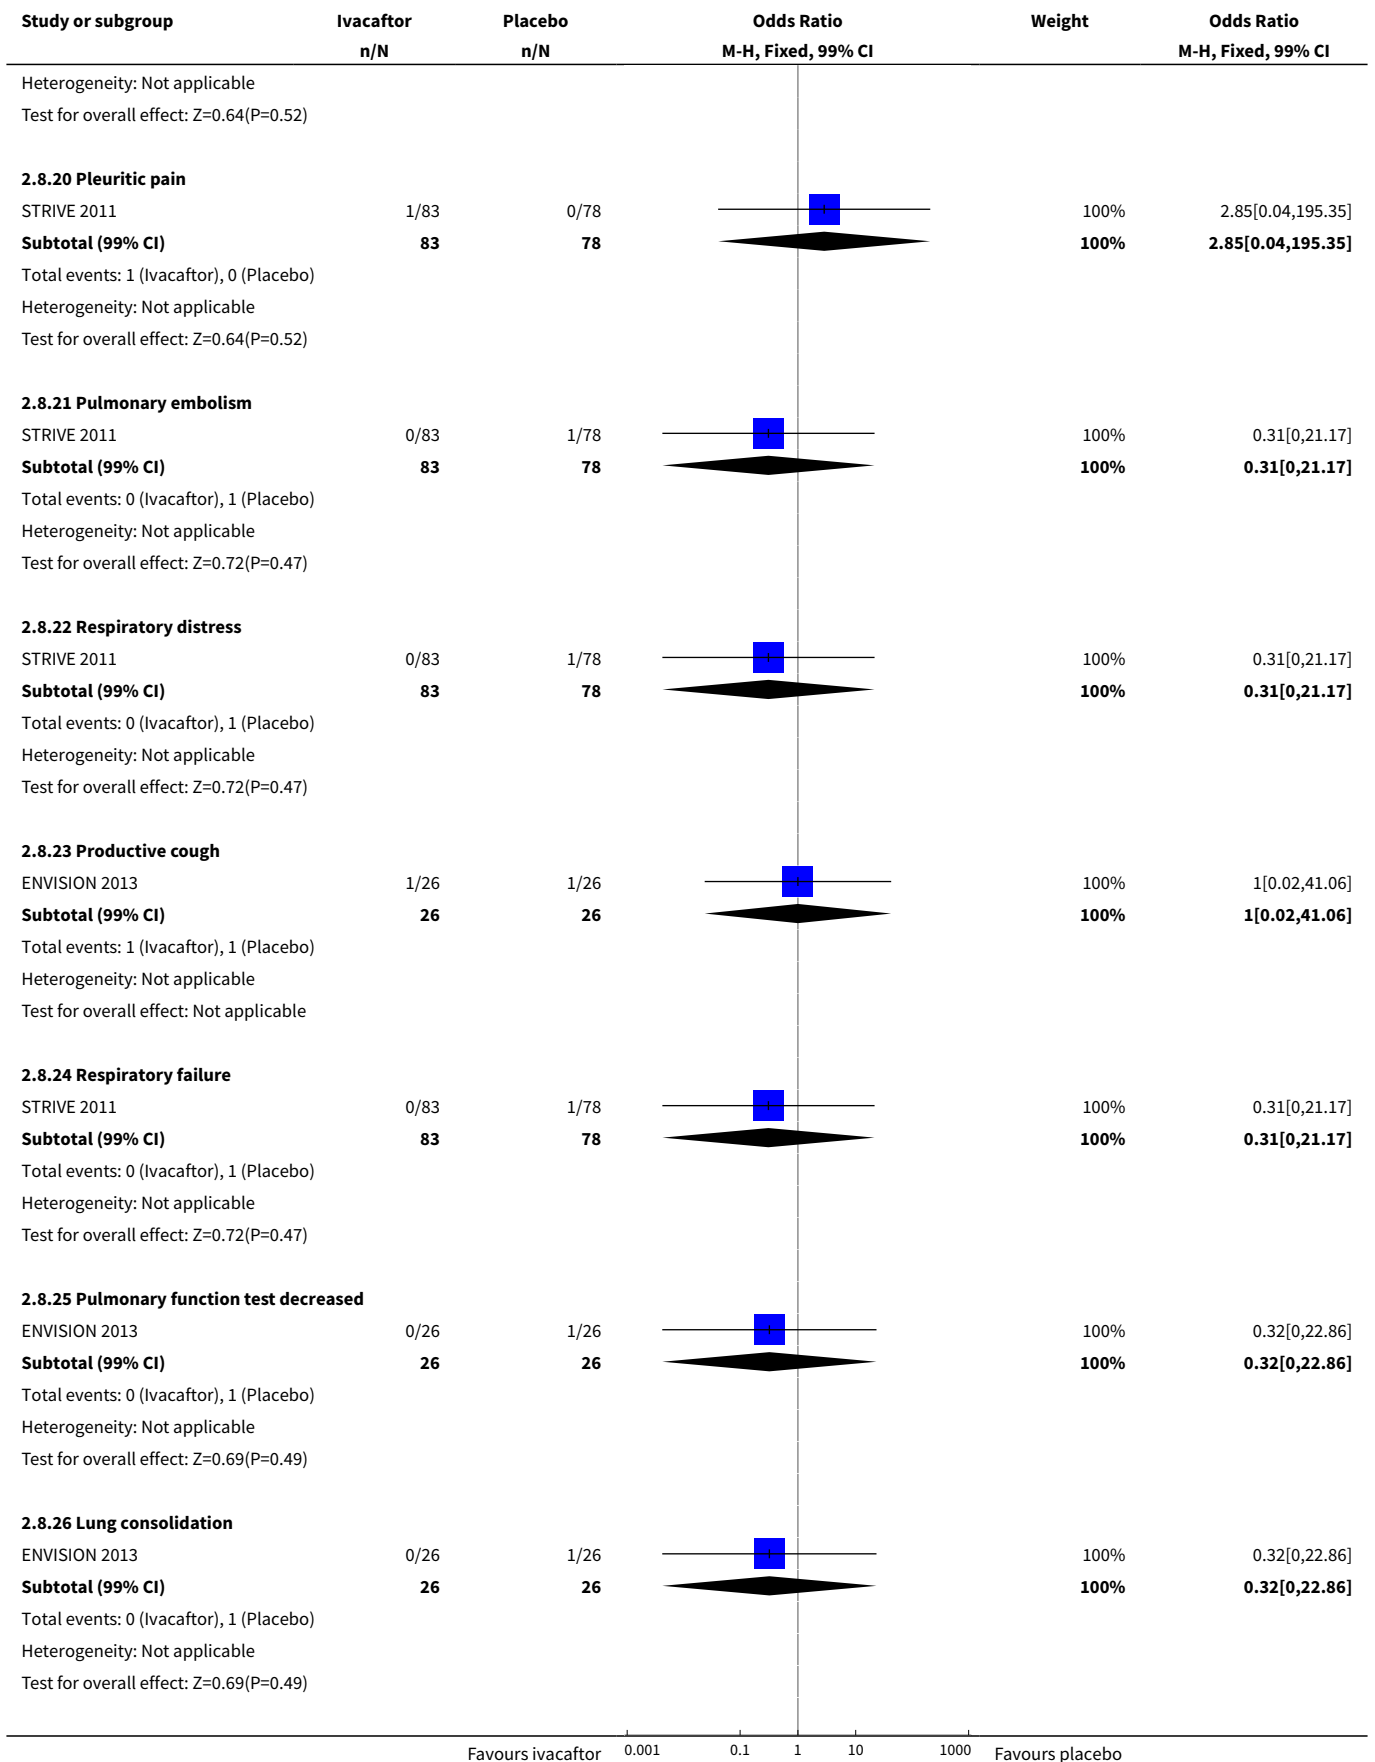 Study or subgroup Ivacaftor Placebo Odds Ratio Weight Odds Ratio
n/N n/N M-H, Fixed, 99% CI M-H, Fixed, 99% CI
Heterogeneity: Not applicable
Test for overall effect: Z=0.64(P=0.52)
2.8.20 Pleuritic pain
STRIVE 2011 1/83 0/78 100% 2.85[0.04,195.35]
Subtotal (99% CI) 83 78 100% 2.85[0.04,195.35]
Total events: 1 (Ivacaftor), 0 (Placebo)
Heterogeneity: Not applicable
Test for overall effect: Z=0.64(P=0.52)
2.8.21 Pulmonary embolism
STRIVE 2011 0/83 1/78 100% 0.31[0,21.17]
Subtotal (99% CI) 83 78 100% 0.31[0,21.17]
Total events: 0 (Ivacaftor), 1 (Placebo)
Heterogeneity: Not applicable
Test for overall effect: Z=0.72(P=0.47)
2.8.22 Respiratory distress
STRIVE 2011 0/83 1/78 100% 0.31[0,21.17]
Subtotal (99% CI) 83 78 100% 0.31[0,21.17]
Total events: 0 (Ivacaftor), 1 (Placebo)
Heterogeneity: Not applicable
Test for overall effect: Z=0.72(P=0.47)
2.8.23 Productive cough
ENVISION 2013 1/26 1/26 100% 1[0.02,41.06]
Subtotal (99% CI) 26 26 100% 1[0.02,41.06]
Total events: 1 (Ivacaftor), 1 (Placebo)
Heterogeneity: Not applicable
Test for overall effect: Not applicable
2.8.24 Respiratory failure
STRIVE 2011 0/83 1/78 100% 0.31[0,21.17]
Subtotal (99% CI) 83 78 100% 0.31[0,21.17]
Total events: 0 (Ivacaftor), 1 (Placebo)
Heterogeneity: Not applicable
Test for overall effect: Z=0.72(P=0.47)
2.8.25 Pulmonary function test decreased
ENVISION 2013 0/26 1/26 100% 0.32[0,22.86]
Subtotal (99% CI) 26 26 100% 0.32[0,22.86]
Total events: 0 (Ivacaftor), 1 (Placebo)
Heterogeneity: Not applicable
Test for overall effect: Z=0.69(P=0.49)
2.8.26 Lung consolidation
ENVISION 2013 0/26 1/26 100% 0.32[0,22.86]
Subtotal (99% CI) 26 26 100% 0.32[0,22.86]
Total events: 0 (Ivacaftor), 1 (Placebo)
Heterogeneity: Not applicable
Test for overall effect: Z=0.69(P=0.49)
Favours ivacaftor 0.001 0.1 1 10 1000 Favours placebo